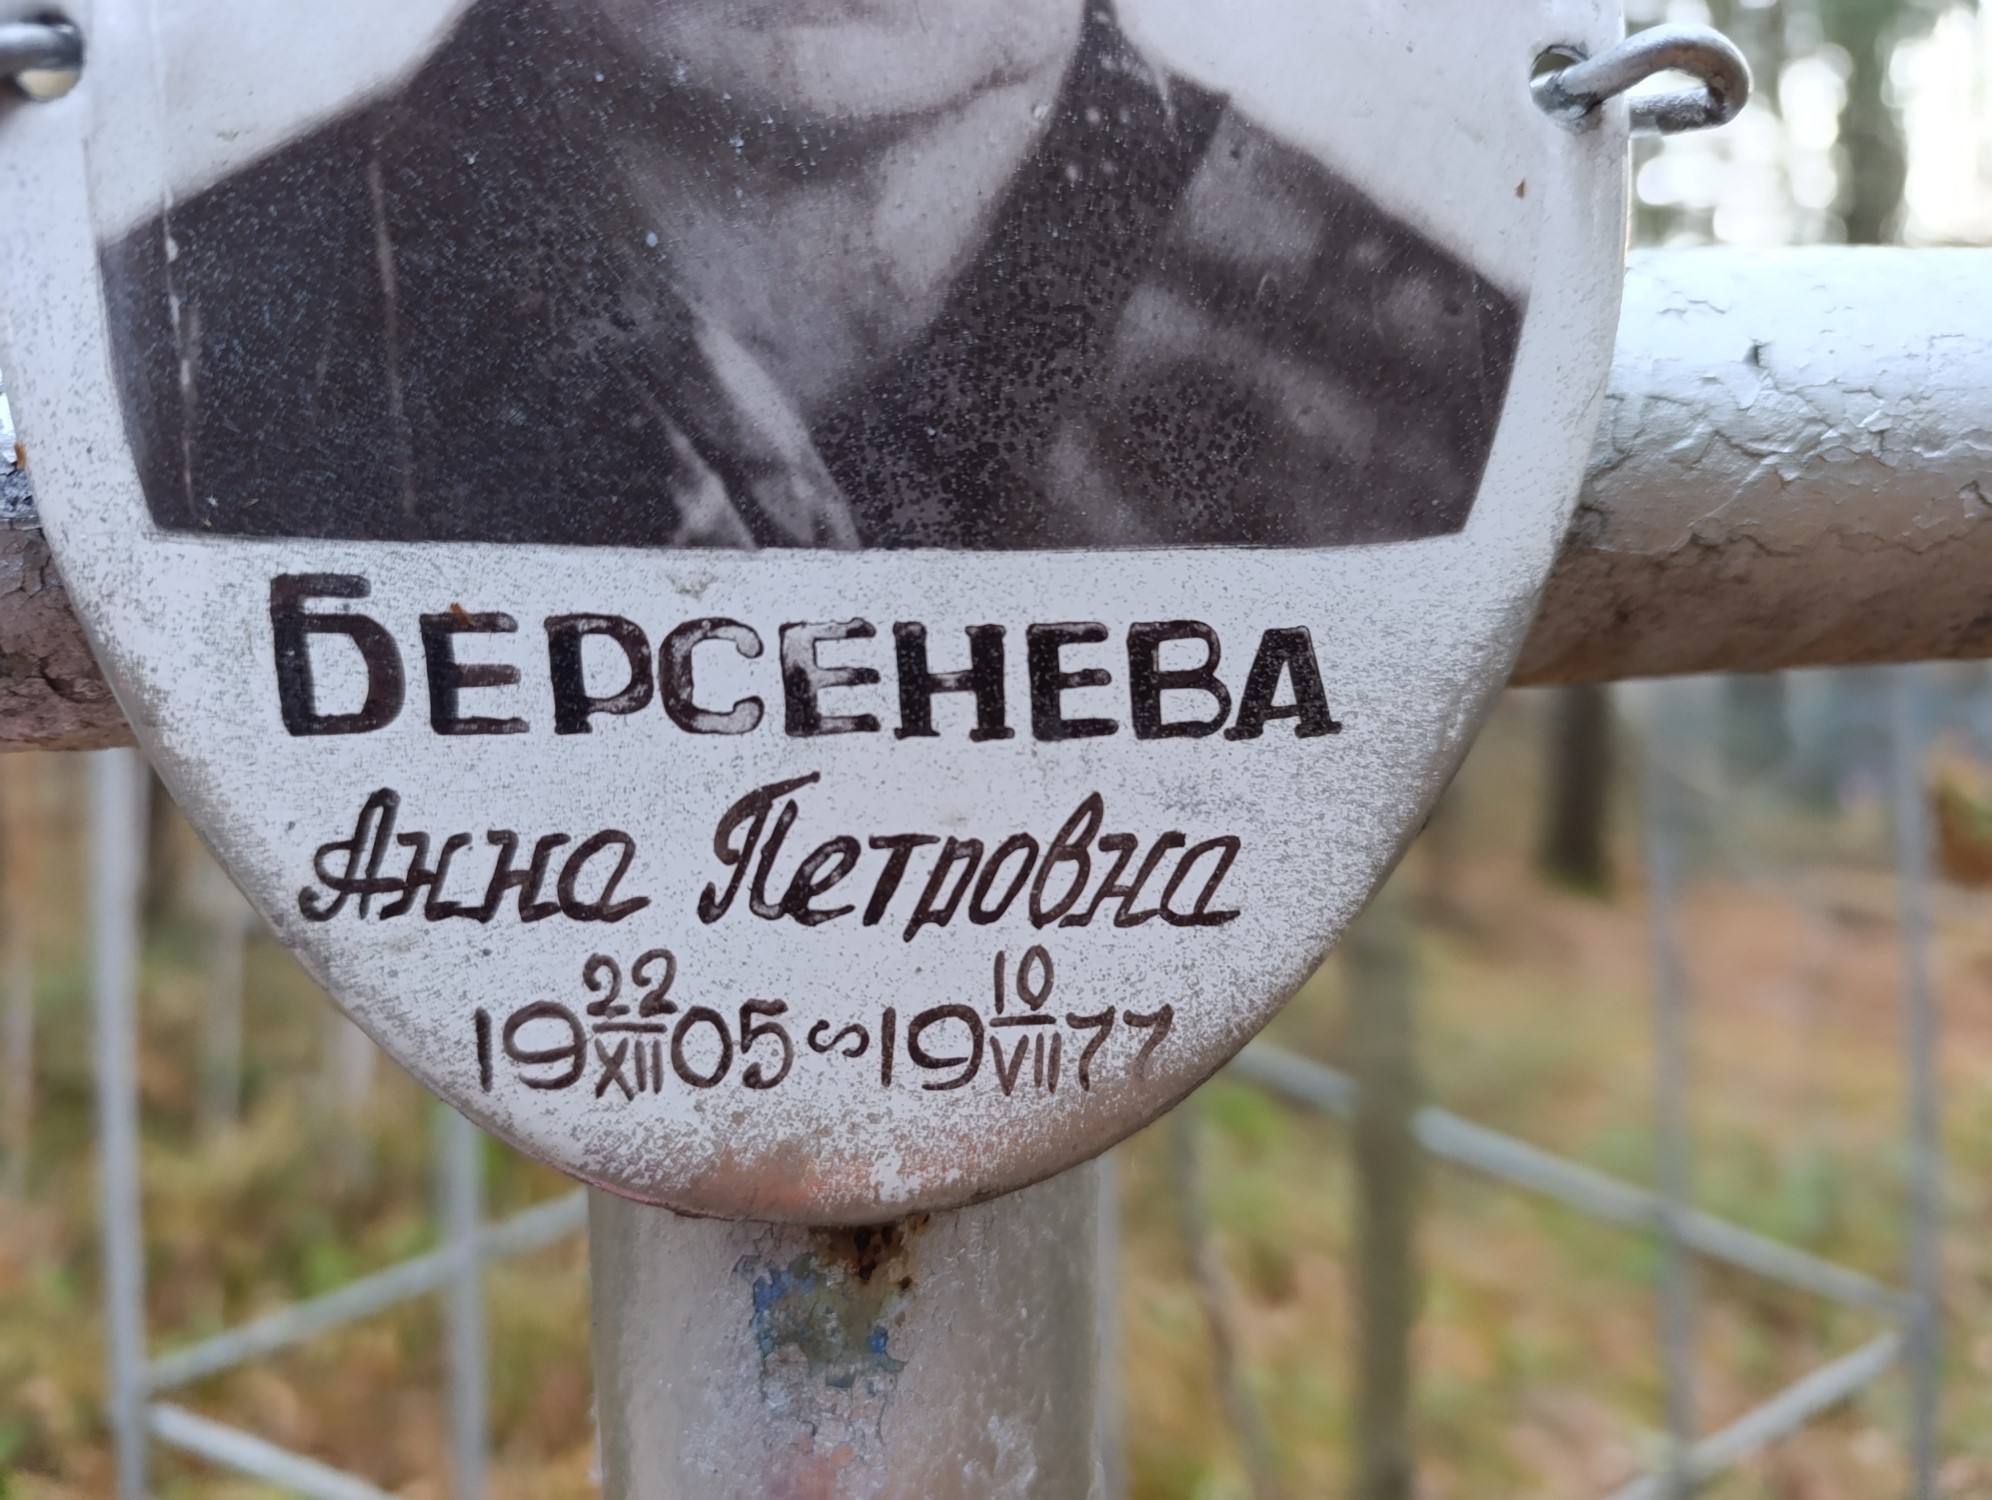 БЕРСЕНЕВА
Анна Петровна
19 22/XII 05 ~ 19 10/VII 77